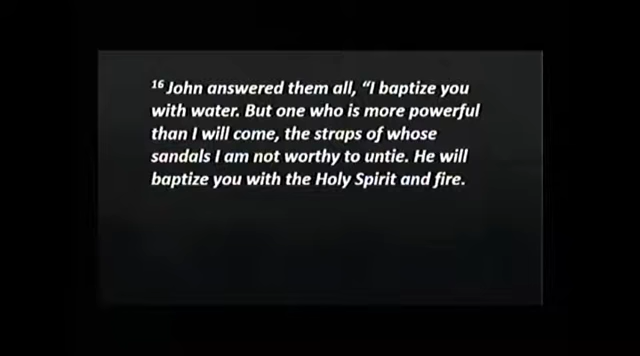 16 John answered them all, “I baptize you
with water. But one who is more powerful
than I will come, the straps of whose
sandals I am not worthy to untie. He will
baptize you with the Holy Spirit and fire.